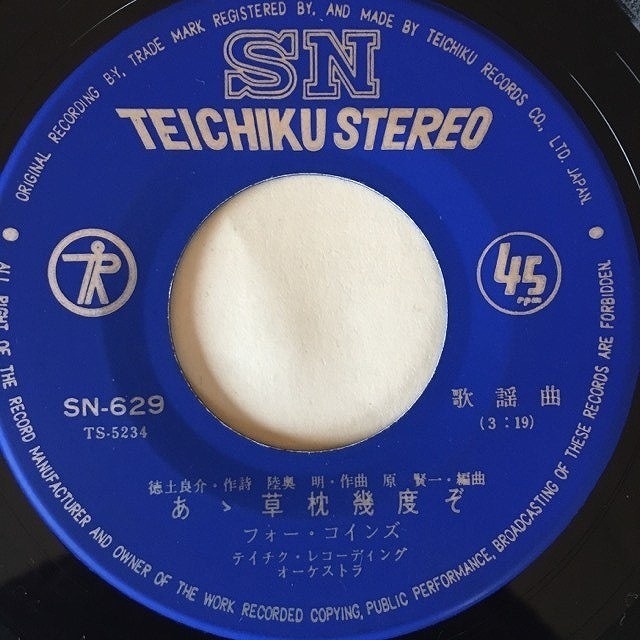 ORIGINAL RECORDING BY, TRADE MARK REGISTERED BY, AND MADE BY TEICHIKU RECORDS CO., LTD. JAPAN.
SN
TEICHIKU STEREO
TR
45
rpm
SN-629
TS-5234
歌謡曲
(3:19)
徳土良介・作詩 陸奥 明・作曲 原 賢一・編曲
あゝ草枕幾度ぞ
フォー・コインズ
テイチク・レコーディング
オーケストラ
ALL RIGHT OF THE RECORD MANUFACTURER AND OWNER OF THE WORK RECORDED COPYING, PUBLIC PERFORMANCE, BROADCASTING OF THESE RECORDS ARE FORBIDDEN.